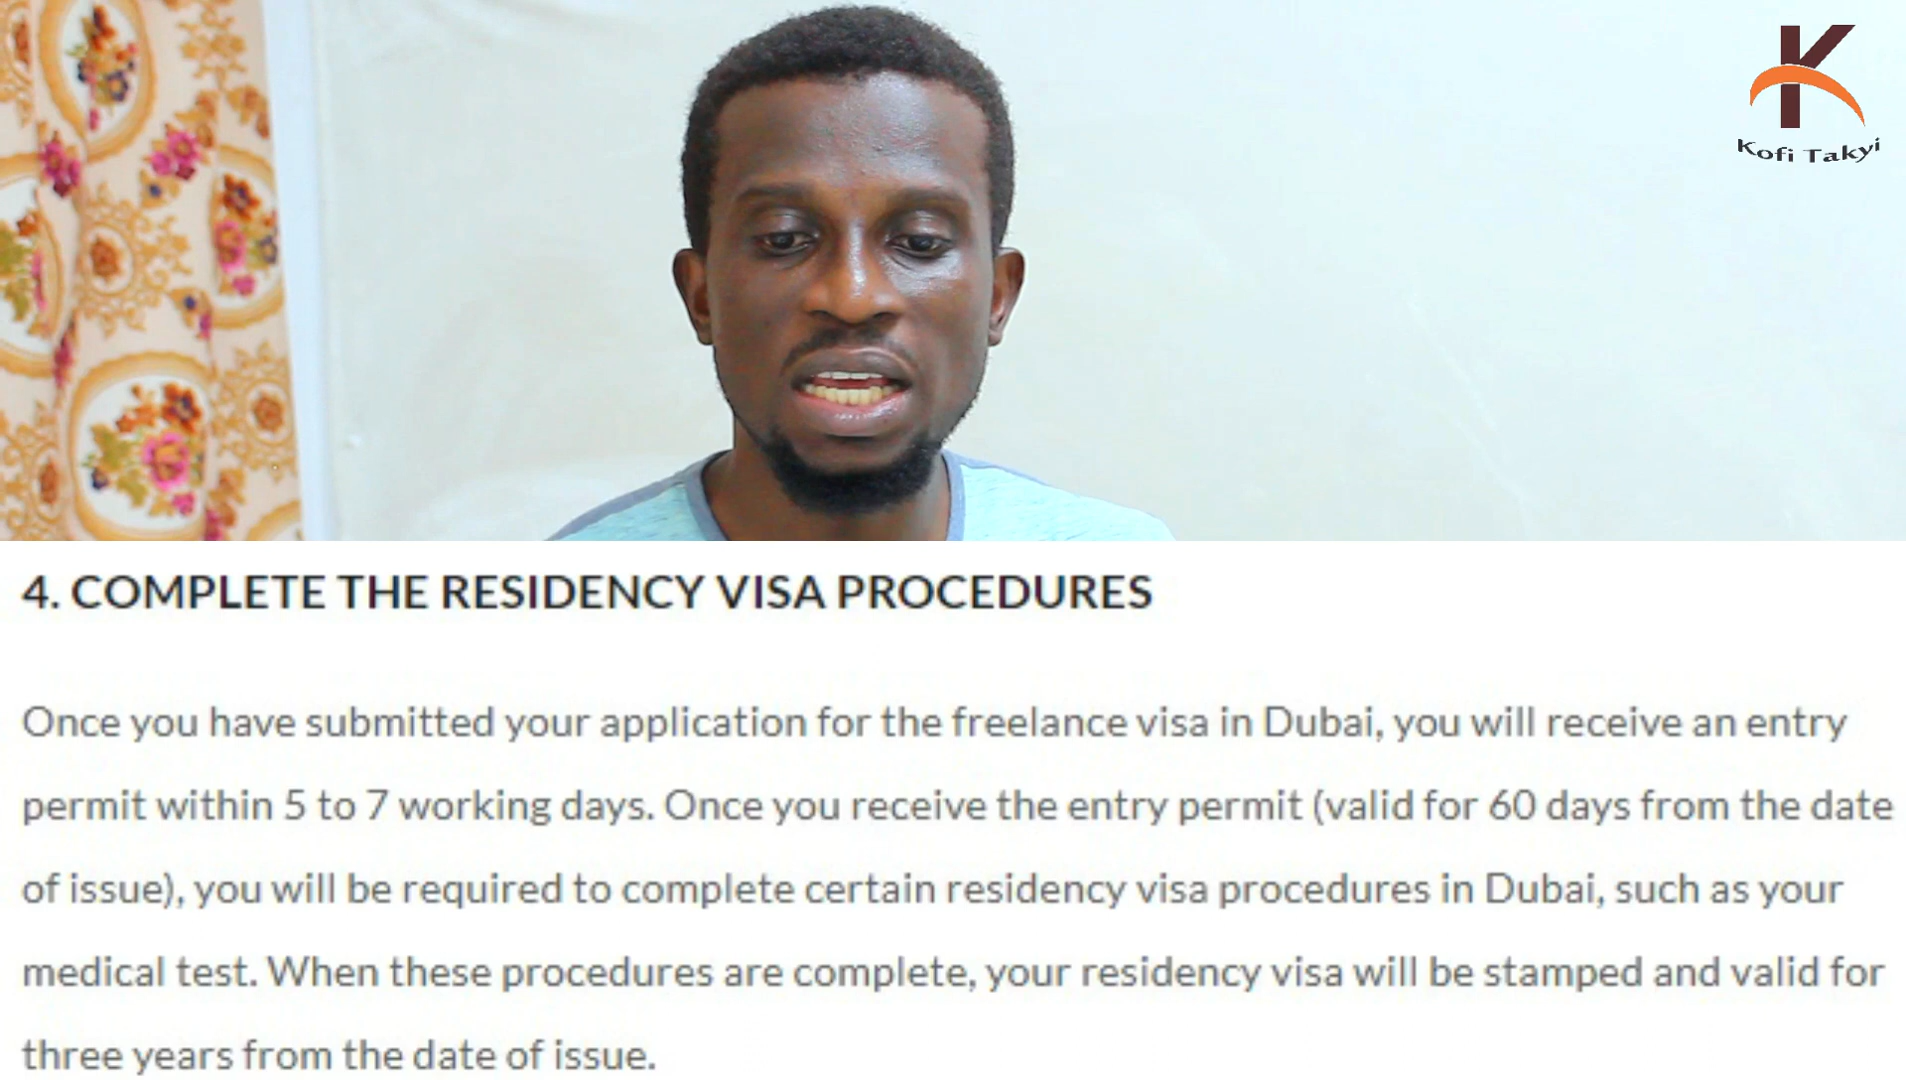 Kofi Takyi
4. COMPLETE THE RESIDENCY VISA PROCEDURES
Once you have submitted your application for the freelance visa in Dubai, you will receive an entry
permit within 5 to 7 working days. Once you receive the entry permit (valid for 60 days from the date
of issue), you will be required to complete certain residency visa procedures in Dubai, such as your
medical test. When these procedures are complete, your residency visa will be stamped and valid for
three years from the date of issue.